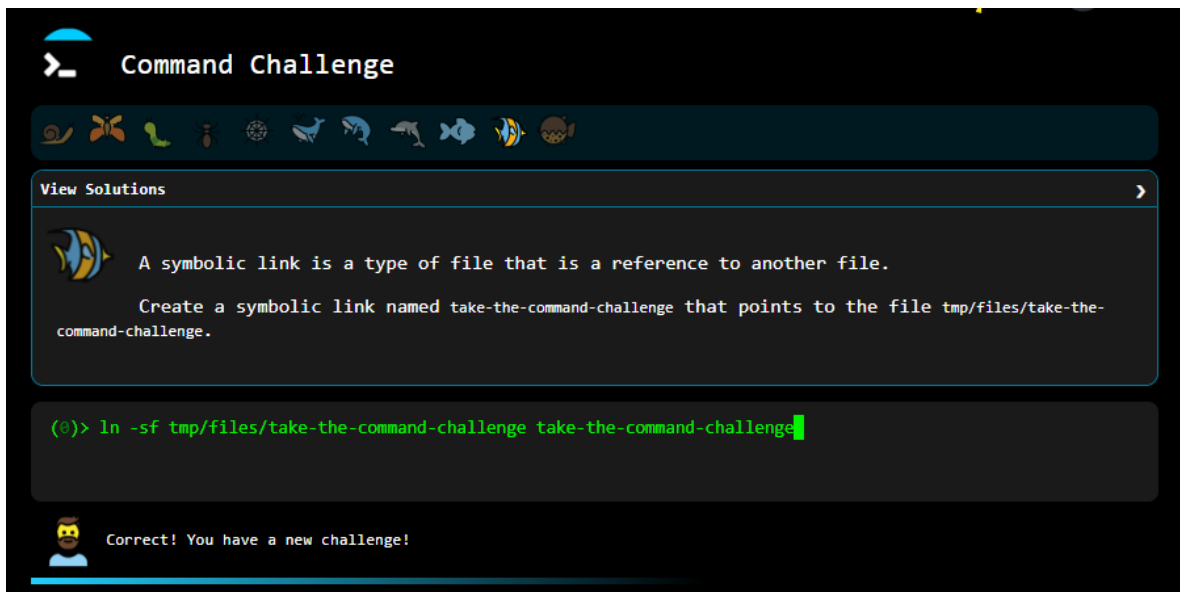 Command Challenge
View Solutions
A symbolic link is a type of file that is a reference to another file.
Create a symbolic link named take-the-command-challenge that points to the file tmp/files/take-the-
command-challenge.
(0)> ln -sf tmp/files/take-the-command-challenge take-the-command-challenge
Correct! You have a new challenge!